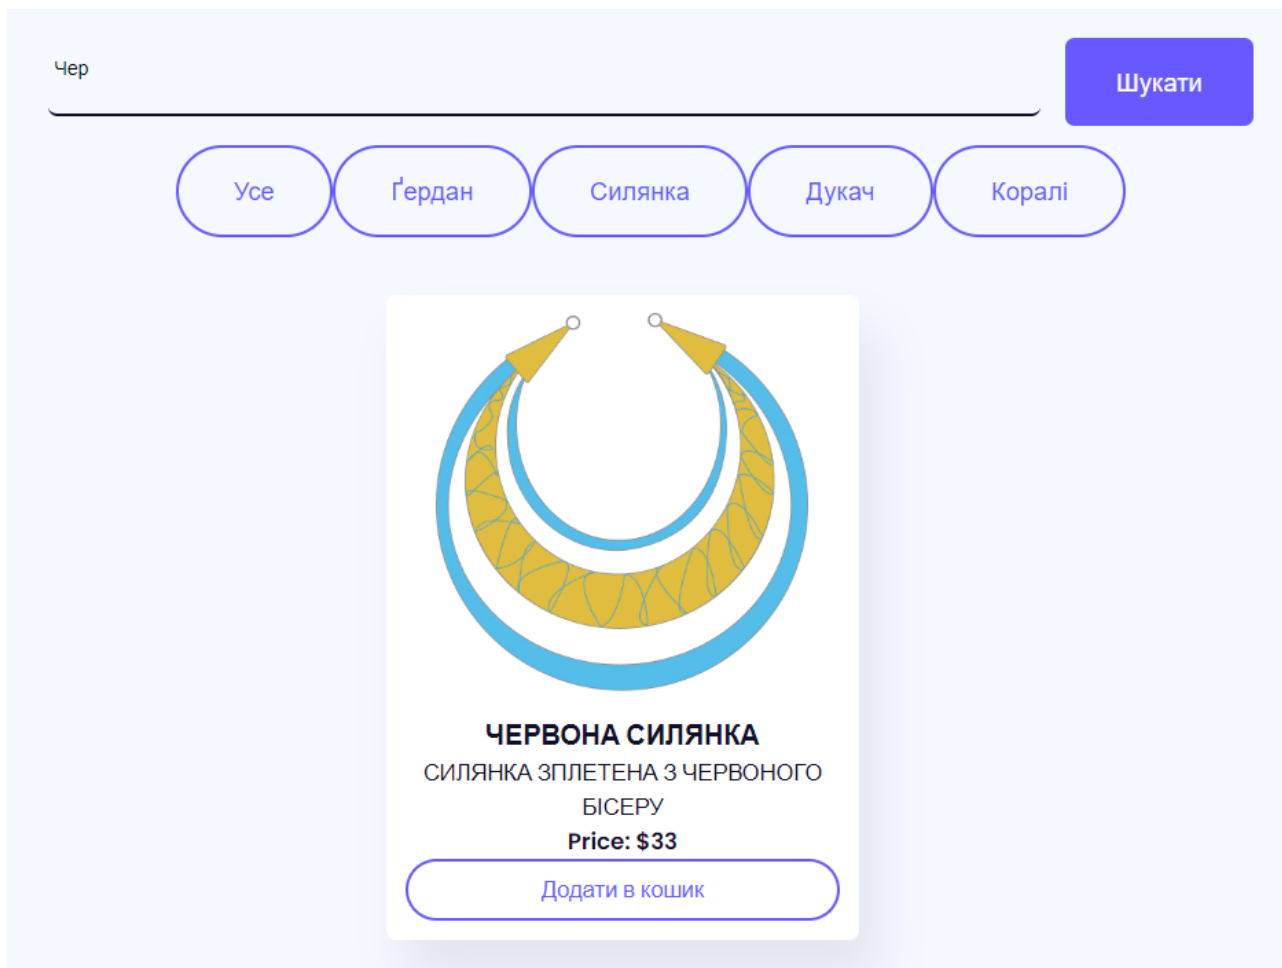 Чер
Шукати
Усе
Ґердан
Силянка
Дукач
Коралі
ЧЕРВОНА СИЛЯНКА
СИЛЯНКА ЗПЛЕТЕНА З ЧЕРВОНОГО
БІСЕРУ
Price: $33
Додати в кошик